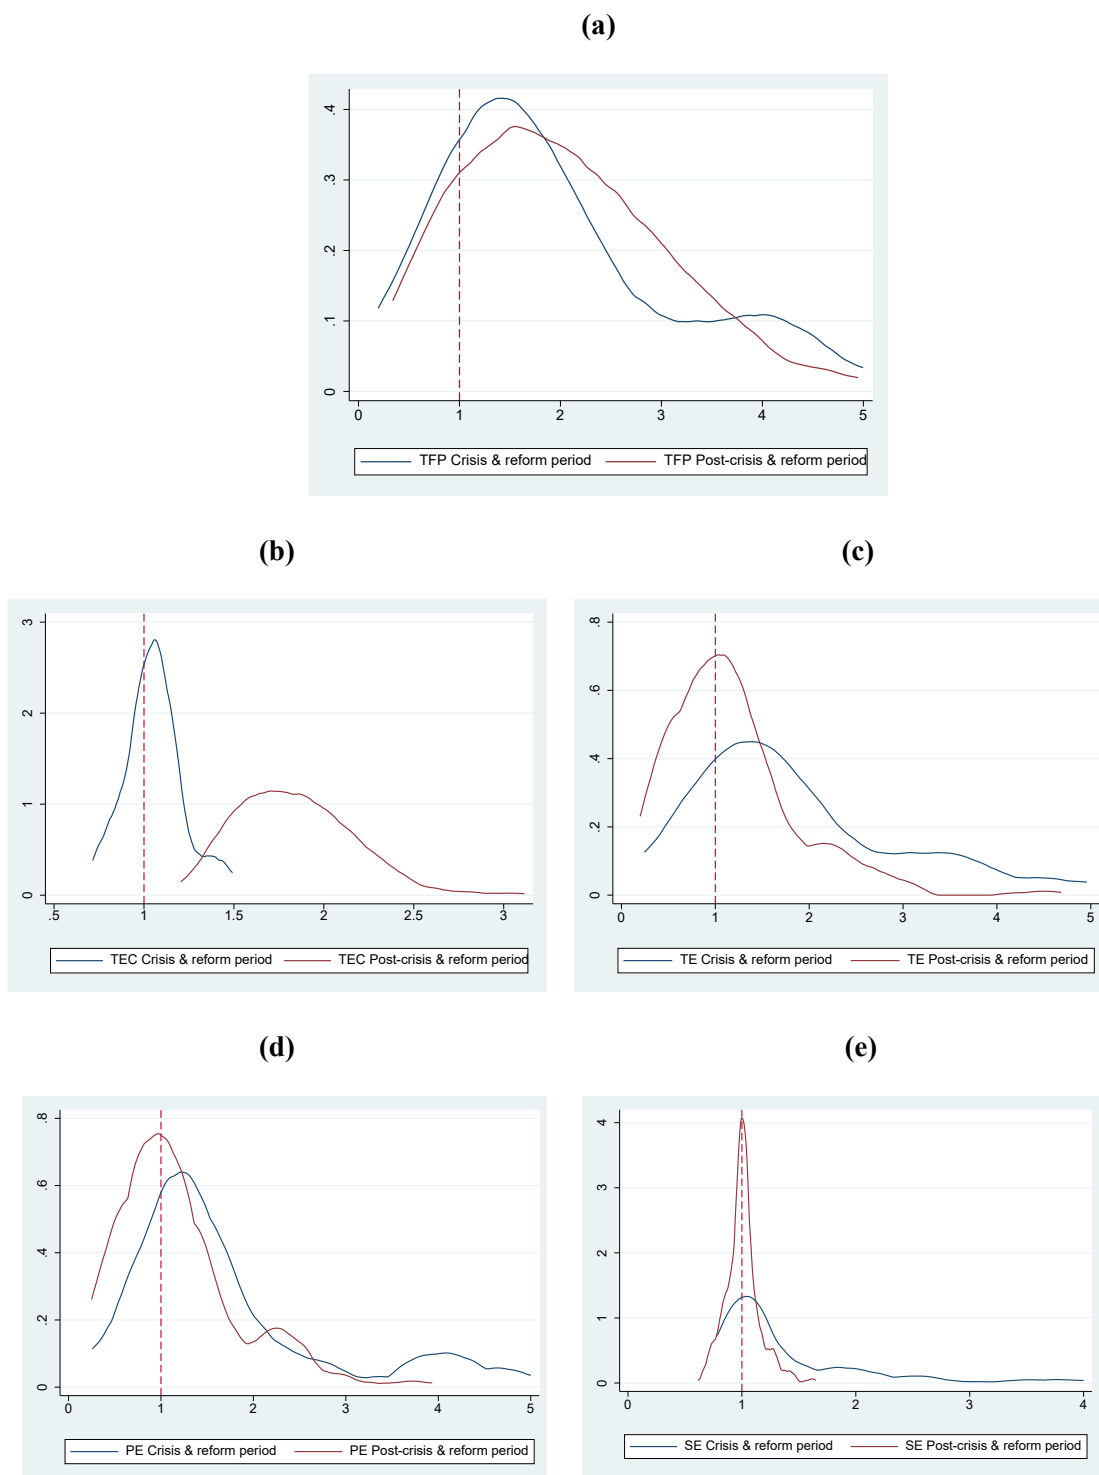 (a)
.4
.3
.2
.1
0
0 1 2 3 4 5
TFP Crisis & reform period TFP Post-crisis & reform period
(b) (c)
3
2
1
0
.5 1 1.5 2 2.5 3
TEC Crisis & reform period TEC Post-crisis & reform period
.8
.6
.4
.2
0
0 1 2 3 4 5
TE Crisis & reform period TE Post-crisis & reform period
(d) (e)
.8
.6
.4
.2
0
0 1 2 3 4 5
PE Crisis & reform period PE Post-crisis & reform period
4
3
2
1
0
0 1 2 3 4
SE Crisis & reform period SE Post-crisis & reform period